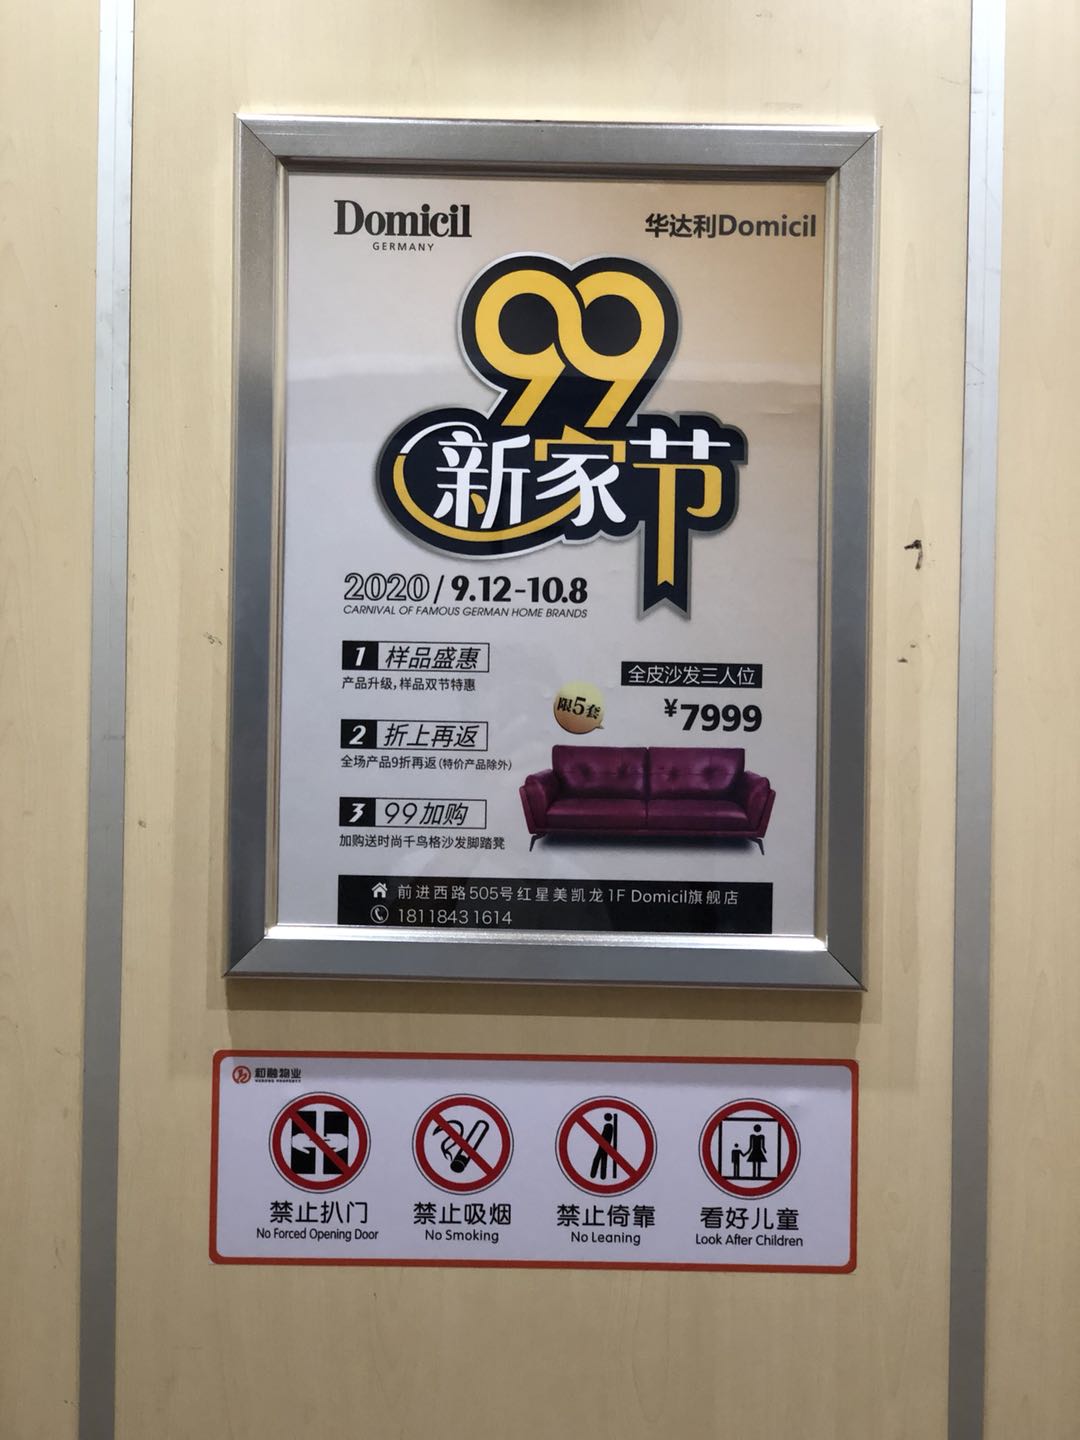 Domicil
GERMANY
华达利Domicil
99
新家节
2020 / 9.12-10.8
CARNIVAL OF FAMOUS GERMAN HOME BRANDS
1 样品盛惠
产品升级,样品双节特惠
2 折上再返
全场产品9折再返(特价产品除外)
3 99加购
加购送时尚千鸟格沙发脚踏凳
全皮沙发三人位
限5套
¥7999
前进西路505号红星美凯龙1F Domicil旗舰店
18118431614
和融物业
HERONG PROPERTY
禁止扒门
No Forced Opening Door
禁止吸烟
No Smoking
禁止倚靠
No Leaning
看好儿童
Look After Children